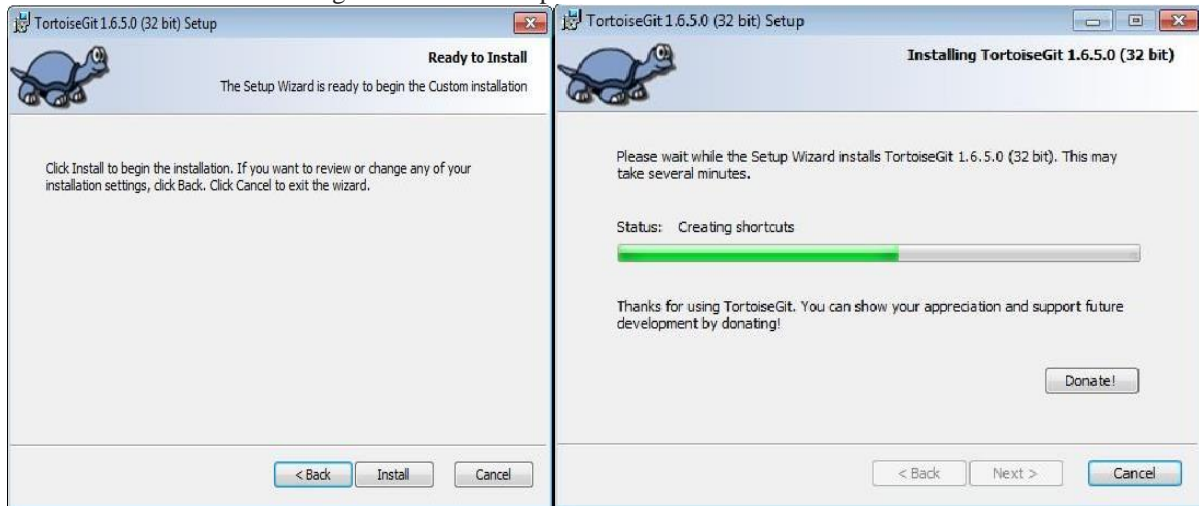 TortoiseGit 1.6.5.0 (32 bit) Setup
Ready to Install
The Setup Wizard is ready to begin the Custom installation
Click Install to begin the installation. If you want to review or change any of your
installation settings, click Back. Click Cancel to exit the wizard.
< Back
Install
Cancel
TortoiseGit 1.6.5.0 (32 bit) Setup
Installing TortoiseGit 1.6.5.0 (32 bit)
Please wait while the Setup Wizard installs TortoiseGit 1.6.5.0 (32 bit). This may
take several minutes.
Status: Creating shortcuts
Thanks for using TortoiseGit. You can show your appreciation and support future
development by donating!
Donate!
< Back
Next >
Cancel